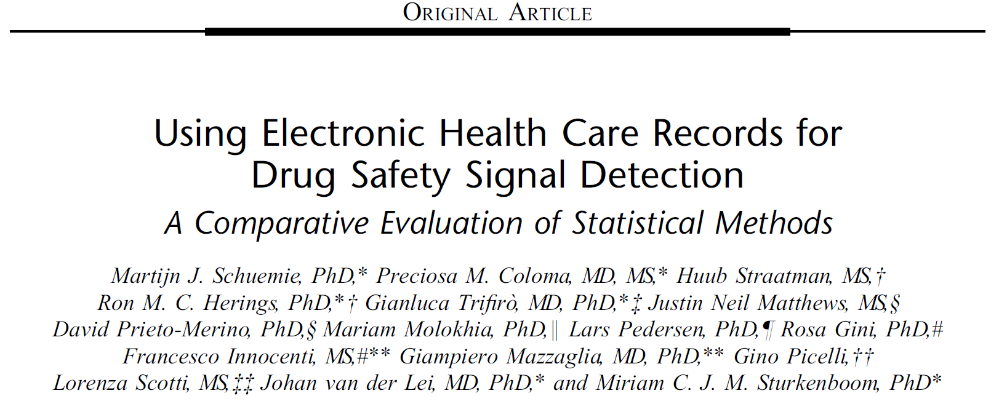 ORIGINAL ARTICLE
Using Electronic Health Care Records for
Drug Safety Signal Detection
A Comparative Evaluation of Statistical Methods
Martijn J. Schuemie, PhD,* Preciosa M. Coloma, MD, MS,* Huub Straatman, MS,†
Ron M. C. Herings, PhD,*† Gianluca Trifirò, MD, PhD,*‡ Justin Neil Matthews, MS,§
David Prieto-Merino, PhD,§ Mariam Molokhia, PhD,‖ Lars Pedersen, PhD,¶ Rosa Gini, PhD,#
Francesco Innocenti, MS,#** Giampiero Mazzaglia, MD, PhD,** Gino Picelli,††
Lorenza Scotti, MS,‡‡ Johan van der Lei, MD, PhD,* and Miriam C. J. M. Sturkenboom, PhD*